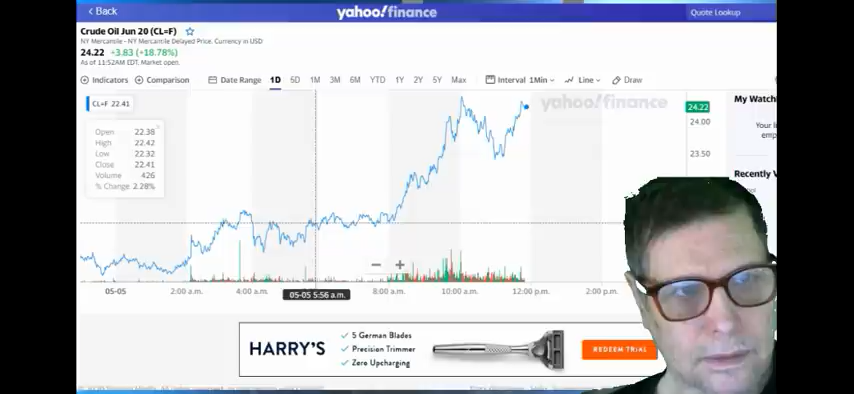 < Back
yahoo!finance
Quote Lookup
Crude Oil Jun 20 (CL=F)
NY Mercantile - NY Mercantile Delayed Price. Currency in USD
24.22 +3.83 (+18.78%)
As of 11:52AM EDT. Market open.
Indicators Comparison Date Range 1D 5D 1M 3M 6M YTD 1Y 2Y 5Y Max Interval 1Min Line Draw
CL=F 22.41
yahoo!finance
24.22
24.00
23.50
My Watch
Your li
emp
Recently V
Open 22.38
High 22.42
Low 22.32
Close 22.41
Volume 426
% Change 2.28%
05-05 2:00 a.m. 4:00 a.m. 05-05 5:56 a.m. 8:00 a.m. 10:00 a.m. 12:00 p.m. 2:00 p.m.
HARRY'S
✓ 5 German Blades
✓ Precision Trimmer
✓ Zero Upcharging
REDEEM TRIAL